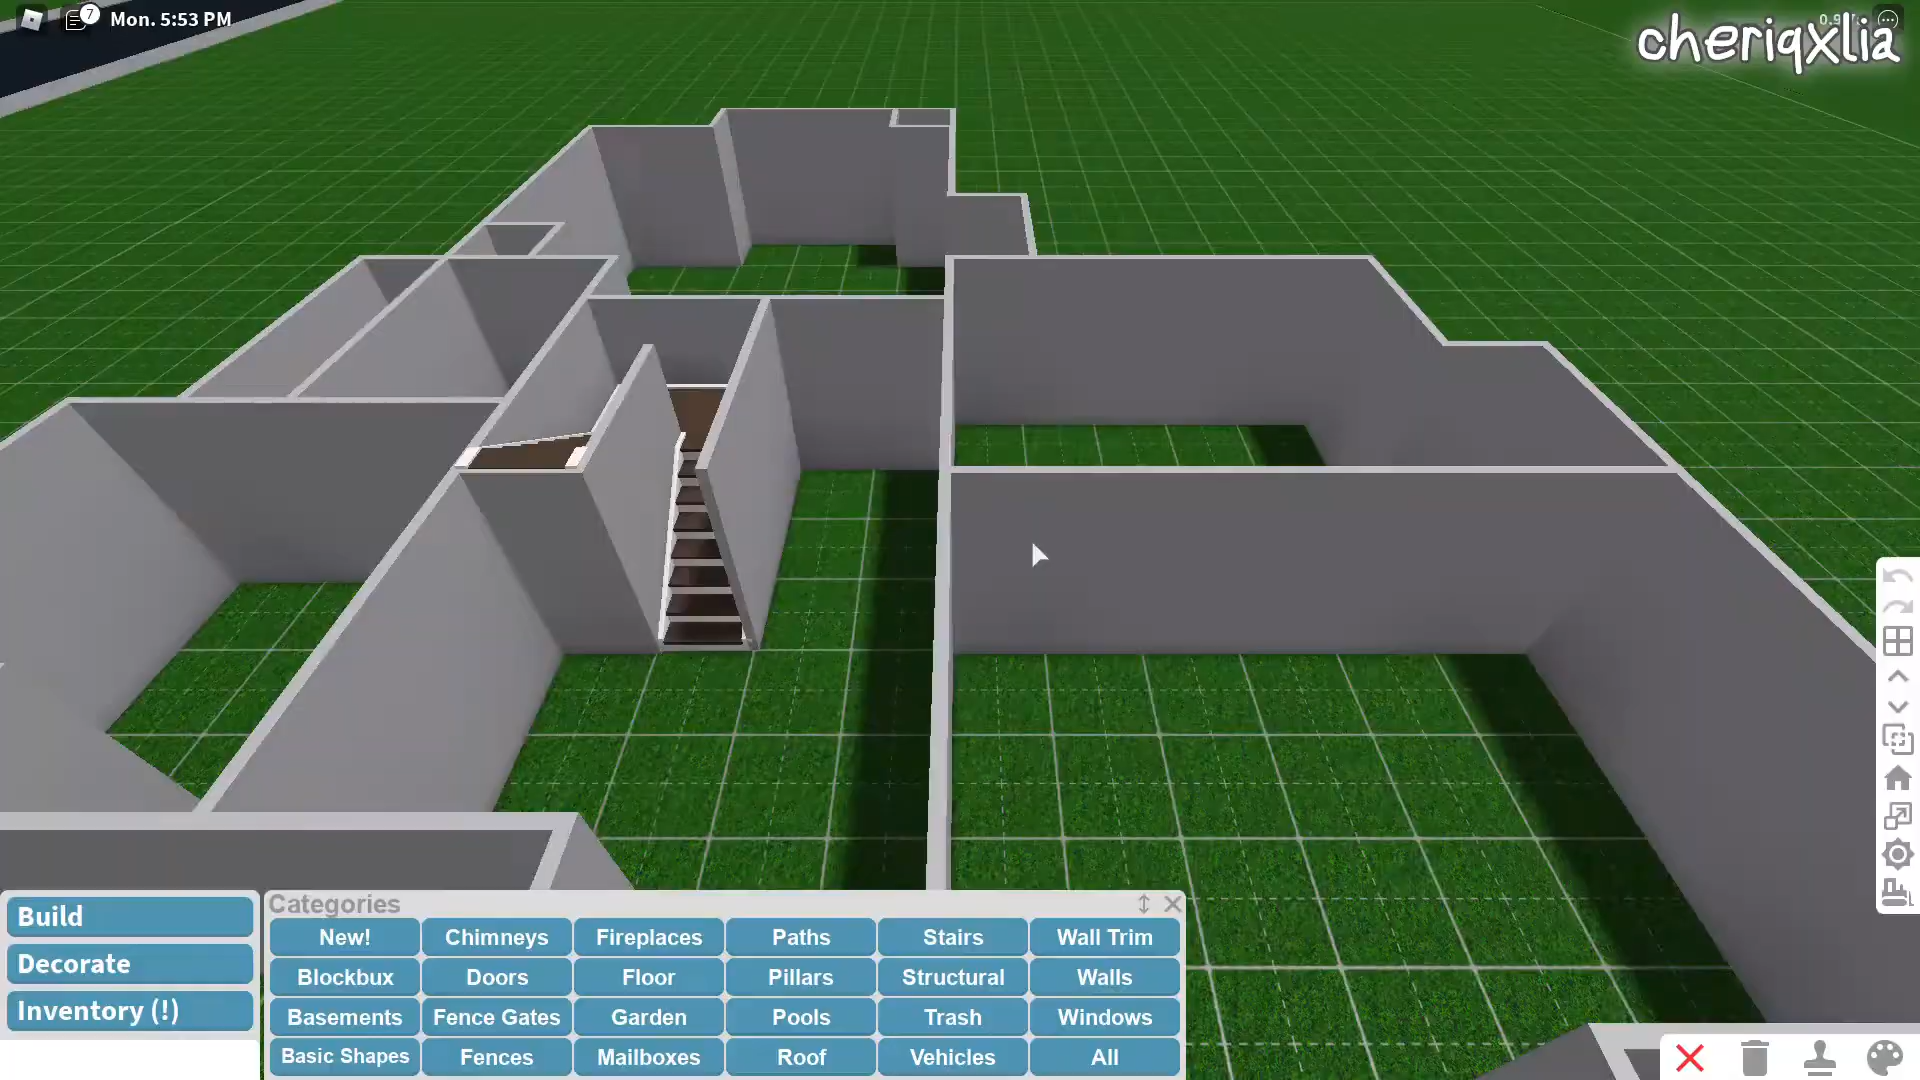 7
Mon. 5:53 PM
cheriqxlia
Build
Decorate
Inventory (!)
Categories
New! Chimneys Fireplaces Paths Stairs Wall Trim
Blockbux Doors Floor Pillars Structural Walls
Basements Fence Gates Garden Pools Trash Windows
Basic Shapes Fences Mailboxes Roof Vehicles All